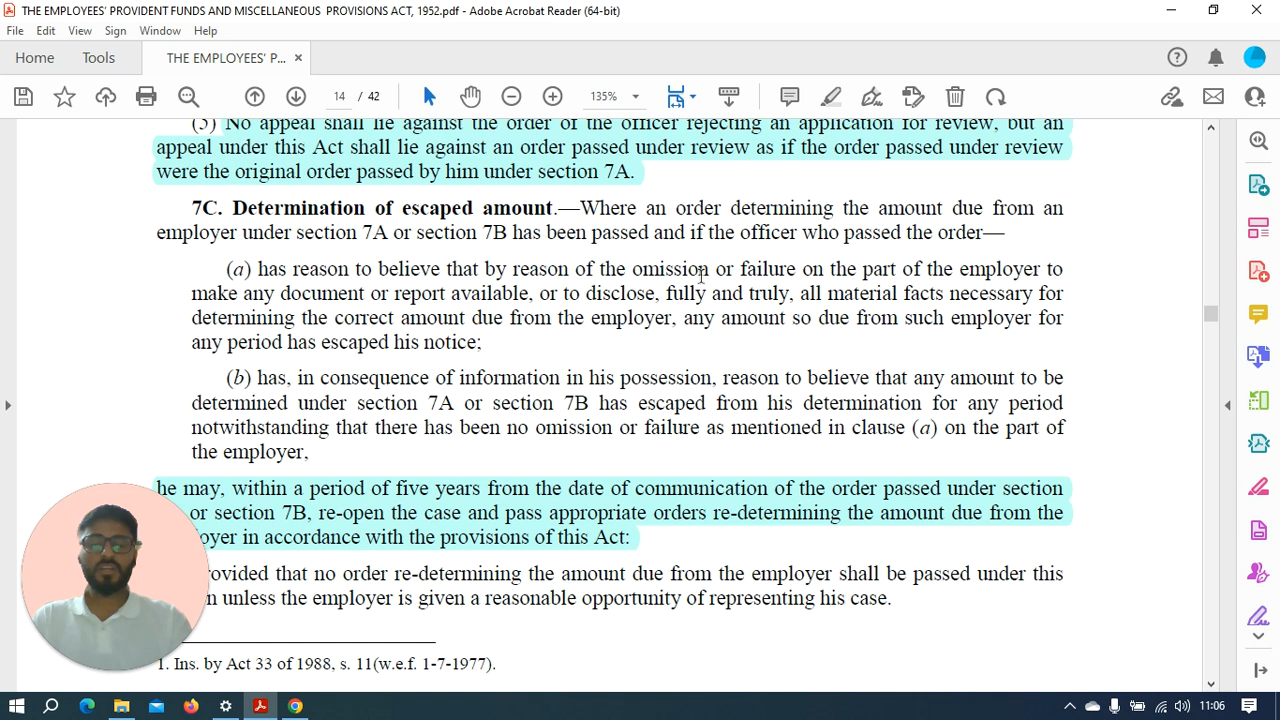 THE EMPLOYEES' PROVIDENT FUNDS AND MISCELLANEOUS PROVISIONS ACT, 1952.pdf - Adobe Acrobat Reader (64-bit)
File Edit View Sign Window Help
Home Tools THE EMPLOYEES' P... ×
14 / 42 135%
(5) No appeal shall lie against the order of the officer rejecting an application for review, but an
appeal under this Act shall lie against an order passed under review as if the order passed under review
were the original order passed by him under section 7A.
7C. Determination of escaped amount.—Where an order determining the amount due from an
employer under section 7A or section 7B has been passed and if the officer who passed the order—
(a) has reason to believe that by reason of the omission or failure on the part of the employer to
make any document or report available, or to disclose, fully and truly, all material facts necessary for
determining the correct amount due from the employer, any amount so due from such employer for
any period has escaped his notice;
(b) has, in consequence of information in his possession, reason to believe that any amount to be
determined under section 7A or section 7B has escaped from his determination for any period
notwithstanding that there has been no omission or failure as mentioned in clause (a) on the part of
the employer,
he may, within a period of five years from the date of communication of the order passed under section
or section 7B, re-open the case and pass appropriate orders re-determining the amount due from the
oyer in accordance with the provisions of this Act:
rovided that no order re-determining the amount due from the employer shall be passed under this
n unless the employer is given a reasonable opportunity of representing his case.
1. Ins. by Act 33 of 1988, s. 11(w.e.f. 1-7-1977).
11:06